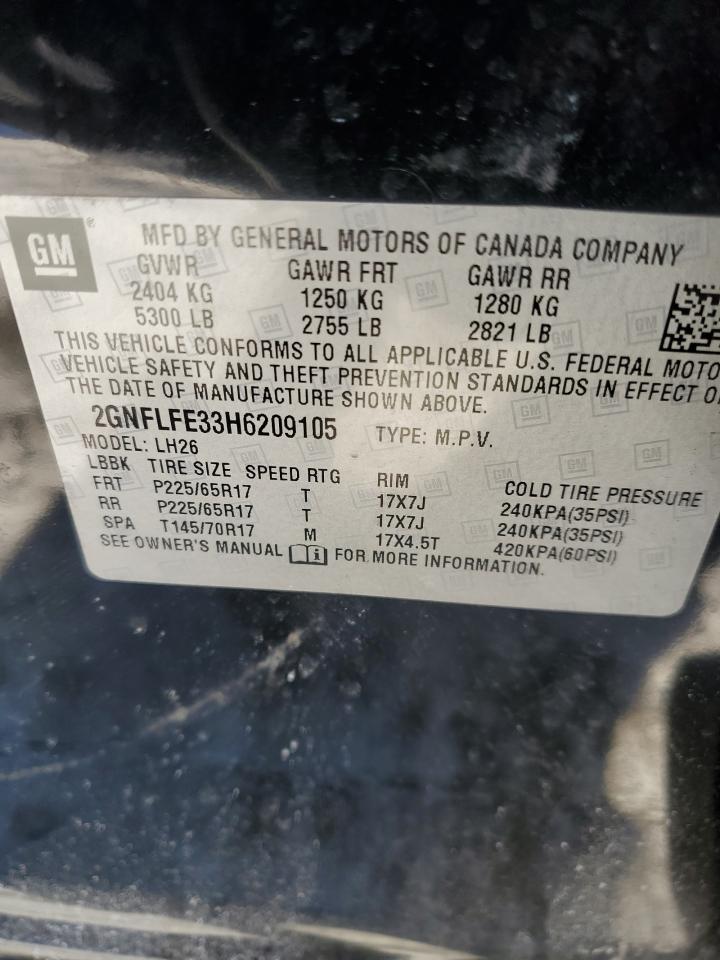 GM®
MFD BY GENERAL MOTORS OF CANADA COMPANY
GVWR GAWR FRT GAWR RR
2404 KG 1250 KG 1280 KG
5300 LB 2755 LB 2821 LB
THIS VEHICLE CONFORMS TO ALL APPLICABLE U.S. FEDERAL MOTO
VEHICLE SAFETY AND THEFT PREVENTION STANDARDS IN EFFECT O
THE DATE OF MANUFACTURE SHOWN ABOVE.
2GNFLFE33H6209105 TYPE: M.P.V.
MODEL: LH26
LBBK TIRE SIZE SPEED RTG RIM COLD TIRE PRESSURE
FRT P225/65R17 T 17X7J 240KPA(35PSI)
RR P225/65R17 T 17X7J 240KPA(35PSI)
SPA T145/70R17 M 17X4.5T 420KPA(60PSI)
SEE OWNER'S MANUAL FOR MORE INFORMATION.